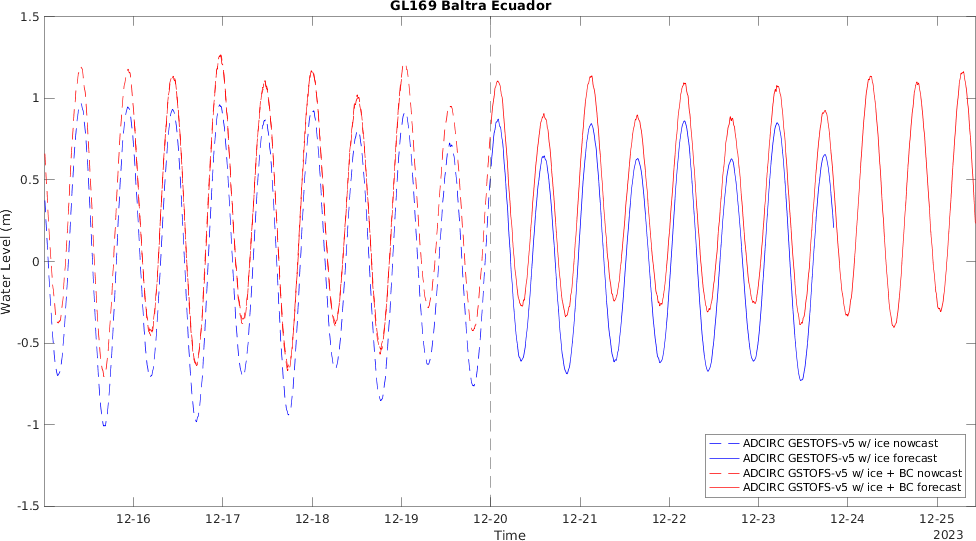 GL169 Baltra Ecuador
1.5
1
0.5
0
-0.5
-1
-1.5
Water Level (m)
12-16 12-17 12-18 12-19 12-20 12-21 12-22 12-23 12-24 12-25
Time
2023
ADCIRC GESTOFS-v5 w/ ice nowcast
ADCIRC GESTOFS-v5 w/ ice forecast
ADCIRC GSTOFS-v5 w/ ice + BC nowcast
ADCIRC GSTOFS-v5 w/ ice + BC forecast